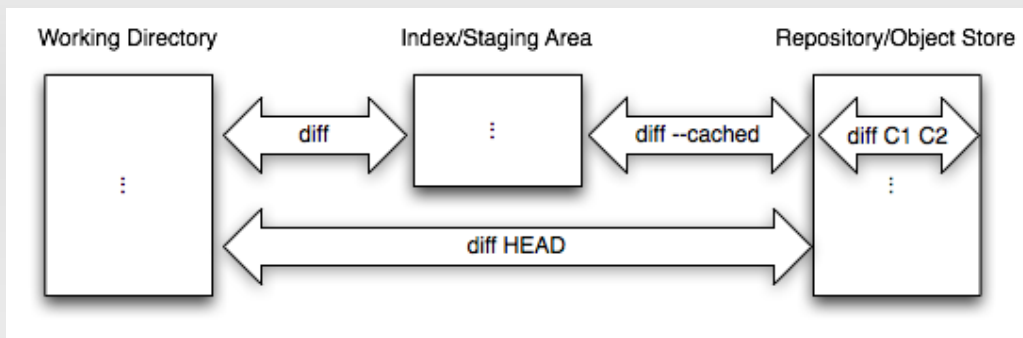 Working Directory
Index/Staging Area
Repository/Object Store
diff
⋮
diff --cached
diff C1 C2
⋮
⋮
diff HEAD